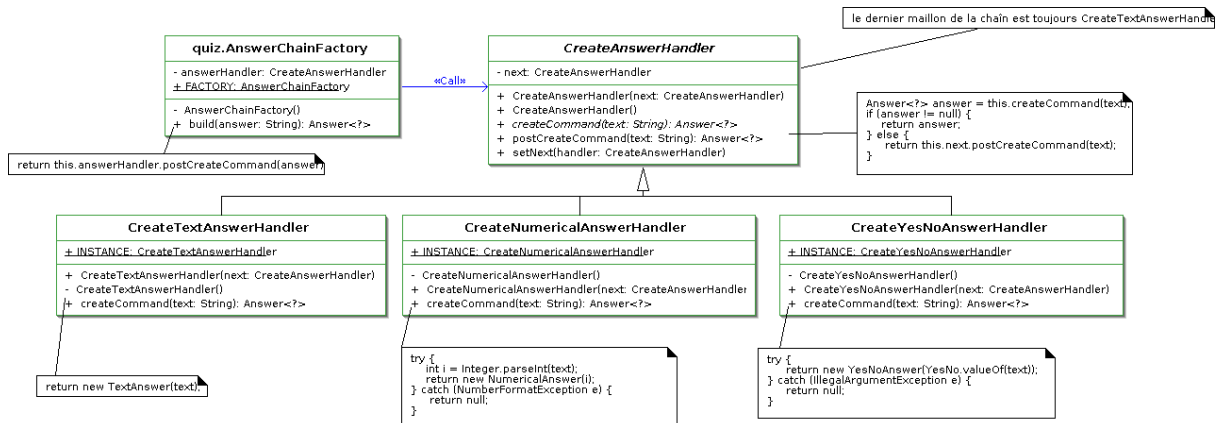 le dernier maillon de la chaîn est toujours CreateTextAnswerHandle
quiz.AnswerChainFactory
- answerHandler: CreateAnswerHandler
+ FACTORY: AnswerChainFactory
- AnswerChainFactory()
+ build(answer: String): Answer<?>
return this.answerHandler.postCreateCommand(answer)
«Call»
CreateAnswerHandler
- next: CreateAnswerHandler
+ CreateAnswerHandler(next: CreateAnswerHandler)
+ CreateAnswerHandler()
+ createCommand(text: String): Answer<?>
+ postCreateCommand(text: String): Answer<?>
+ setNext(handler: CreateAnswerHandler)
Answer<?> answer = this.createCommand(text);
if (answer != null) {
return answer;
} else {
return this.next.postCreateCommand(text);
}
CreateTextAnswerHandler
+ INSTANCE: CreateTextAnswerHandler
+ CreateTextAnswerHandler(next: CreateAnswerHandler)
- CreateTextAnswerHandler()
+ createCommand(text: String): Answer<?>
return new TextAnswer(text);
CreateNumericalAnswerHandler
+ INSTANCE: CreateNumericalAnswerHandler
- CreateNumericalAnswerHandler()
+ CreateNumericalAnswerHandler(next: CreateAnswerHandler
+ createCommand(text: String): Answer<?>
try {
int i = Integer.parseInt(text);
return new NumericalAnswer(i);
} catch (NumberFormatException e) {
return null;
}
CreateYesNoAnswerHandler
+ INSTANCE: CreateYesNoAnswerHandler
- CreateYesNoAnswerHandler()
+ CreateYesNoAnswerHandler(next: CreateAnswerHandler)
+ createCommand(text: String): Answer<?>
try {
return new YesNoAnswer(YesNo.valueOf(text));
} catch (IllegalArgumentException e) {
return null;
}